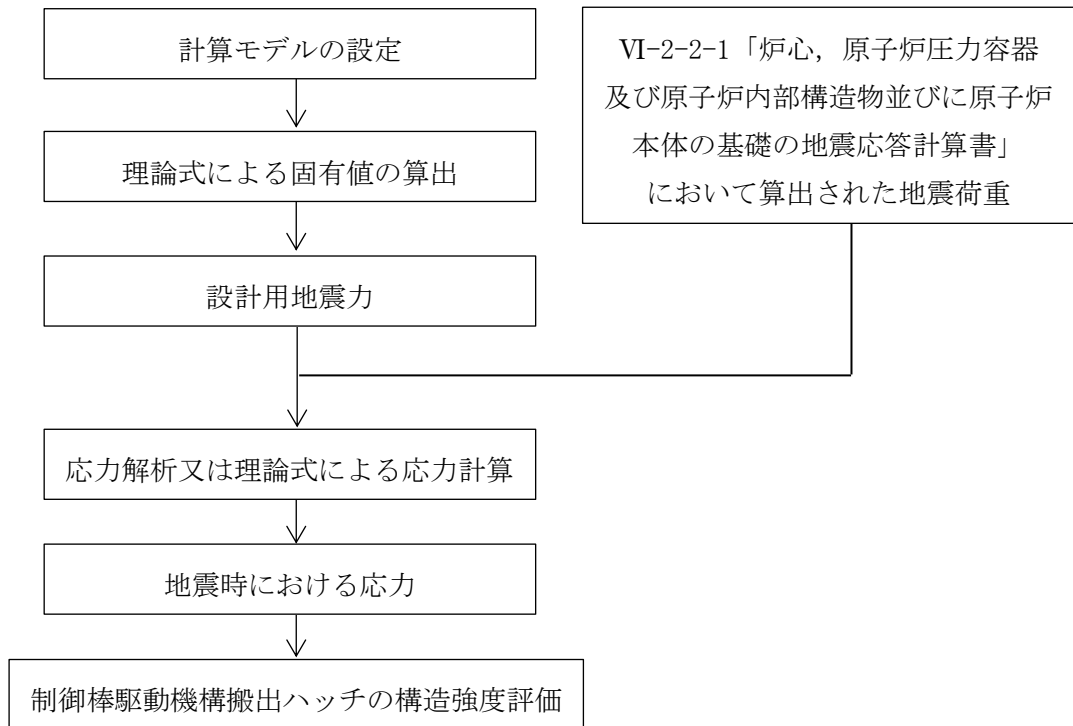 計算モデルの設定
理論式による固有値の算出
設計用地震力
Ⅵ-2-2-1「炉心，原子炉圧力容器
及び原子炉内部構造物並びに原子炉
本体の基礎の地震応答計算書」
において算出された地震荷重
応力解析又は理論式による応力計算
地震時における応力
制御棒駆動機構搬出ハッチの構造強度評価